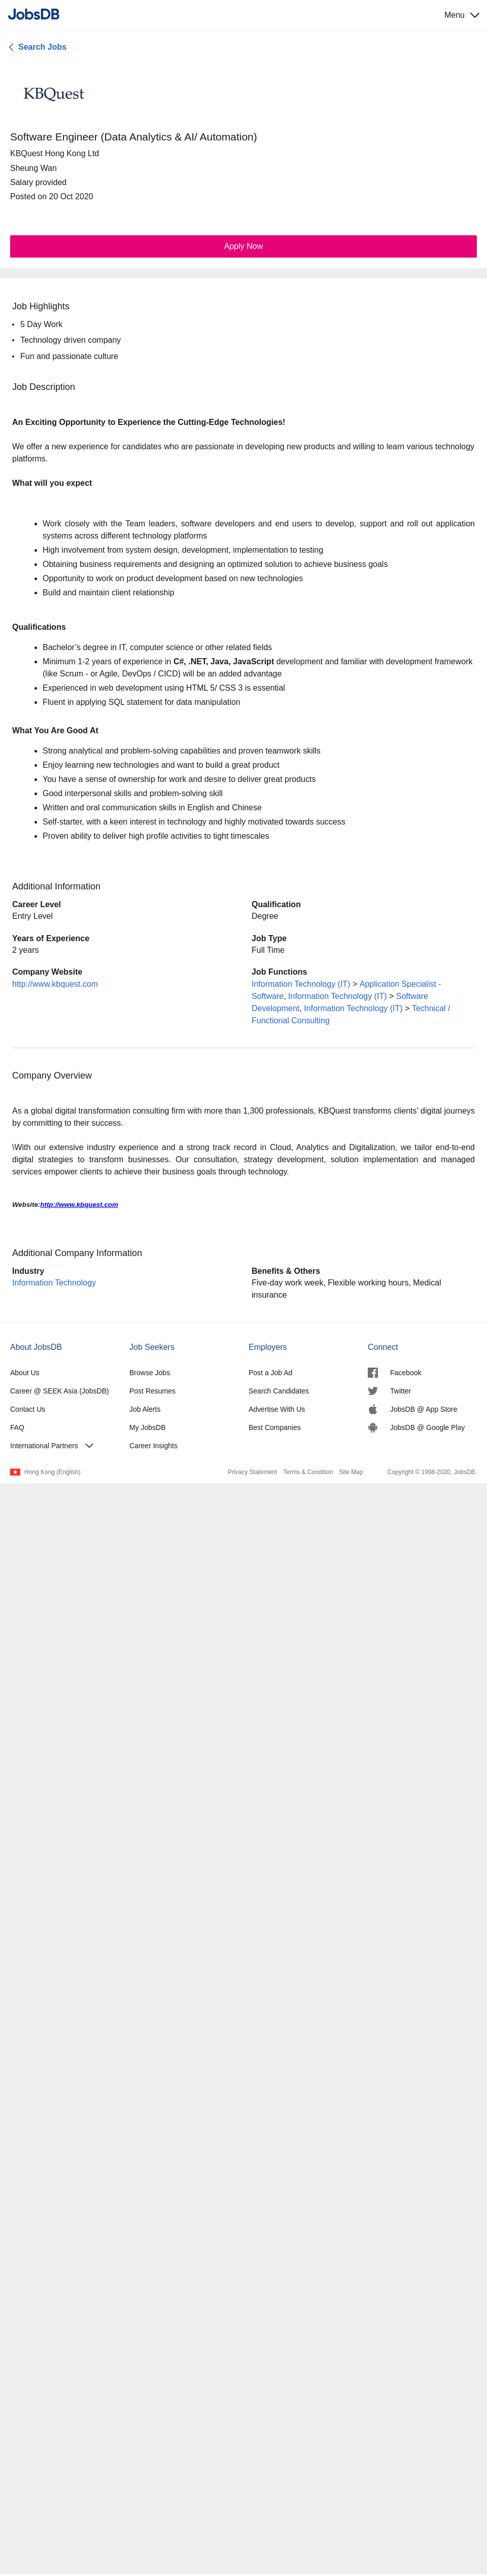 JobsDB
Menu
Search Jobs
KBQuest
Software Engineer (Data Analytics & AI/ Automation)
KBQuest Hong Kong Ltd
Sheung Wan
Salary provided
Posted on 20 Oct 2020
Apply Now
Job Highlights
• 5 Day Work
• Technology driven company
• Fun and passionate culture
Job Description
An Exciting Opportunity to Experience the Cutting-Edge Technologies!
We offer a new experience for candidates who are passionate in developing new products and willing to learn various technology
platforms.
What will you expect
• Work closely with the Team leaders, software developers and end users to develop, support and roll out application
systems across different technology platforms
• High involvement from system design, development, implementation to testing
• Obtaining business requirements and designing an optimized solution to achieve business goals
• Opportunity to work on product development based on new technologies
• Build and maintain client relationship
Qualifications
• Bachelor’s degree in IT, computer science or other related fields
• Minimum 1-2 years of experience in C#, .NET, Java, JavaScript development and familiar with development framework
(like Scrum - or Agile, DevOps / CICD) will be an added advantage
• Experienced in web development using HTML 5/ CSS 3 is essential
• Fluent in applying SQL statement for data manipulation
What You Are Good At
• Strong analytical and problem-solving capabilities and proven teamwork skills
• Enjoy learning new technologies and want to build a great product
• You have a sense of ownership for work and desire to deliver great products
• Good interpersonal skills and problem-solving skill
• Written and oral communication skills in English and Chinese
• Self-starter, with a keen interest in technology and highly motivated towards success
• Proven ability to deliver high profile activities to tight timescales
Additional Information
Career Level
Entry Level
Qualification
Degree
Years of Experience
2 years
Job Type
Full Time
Company Website
http://www.kbquest.com
Job Functions
Information Technology (IT) > Application Specialist -
Software, Information Technology (IT) > Software
Development, Information Technology (IT) > Technical /
Functional Consulting
Company Overview
As a global digital transformation consulting firm with more than 1,300 professionals, KBQuest transforms clients’ digital journeys
by committing to their success.
\With our extensive industry experience and a strong track record in Cloud, Analytics and Digitalization, we tailor end-to-end
digital strategies to transform businesses. Our consultation, strategy development, solution implementation and managed
services empower clients to achieve their business goals through technology.
Website:http://www.kbquest.com
Additional Company Information
Industry
Information Technology
Benefits & Others
Five-day work week, Flexible working hours, Medical
insurance
About JobsDB
About Us
Career @ SEEK Asia (JobsDB)
Contact Us
FAQ
International Partners
Job Seekers
Browse Jobs
Post Resumes
Job Alerts
My JobsDB
Career Insights
Employers
Post a Job Ad
Search Candidates
Advertise With Us
Best Companies
Connect
Facebook
Twitter
JobsDB @ App Store
JobsDB @ Google Play
Hong Kong (English)
Privacy Statement Terms & Condition Site Map Copyright © 1998-2020, JobsDB.